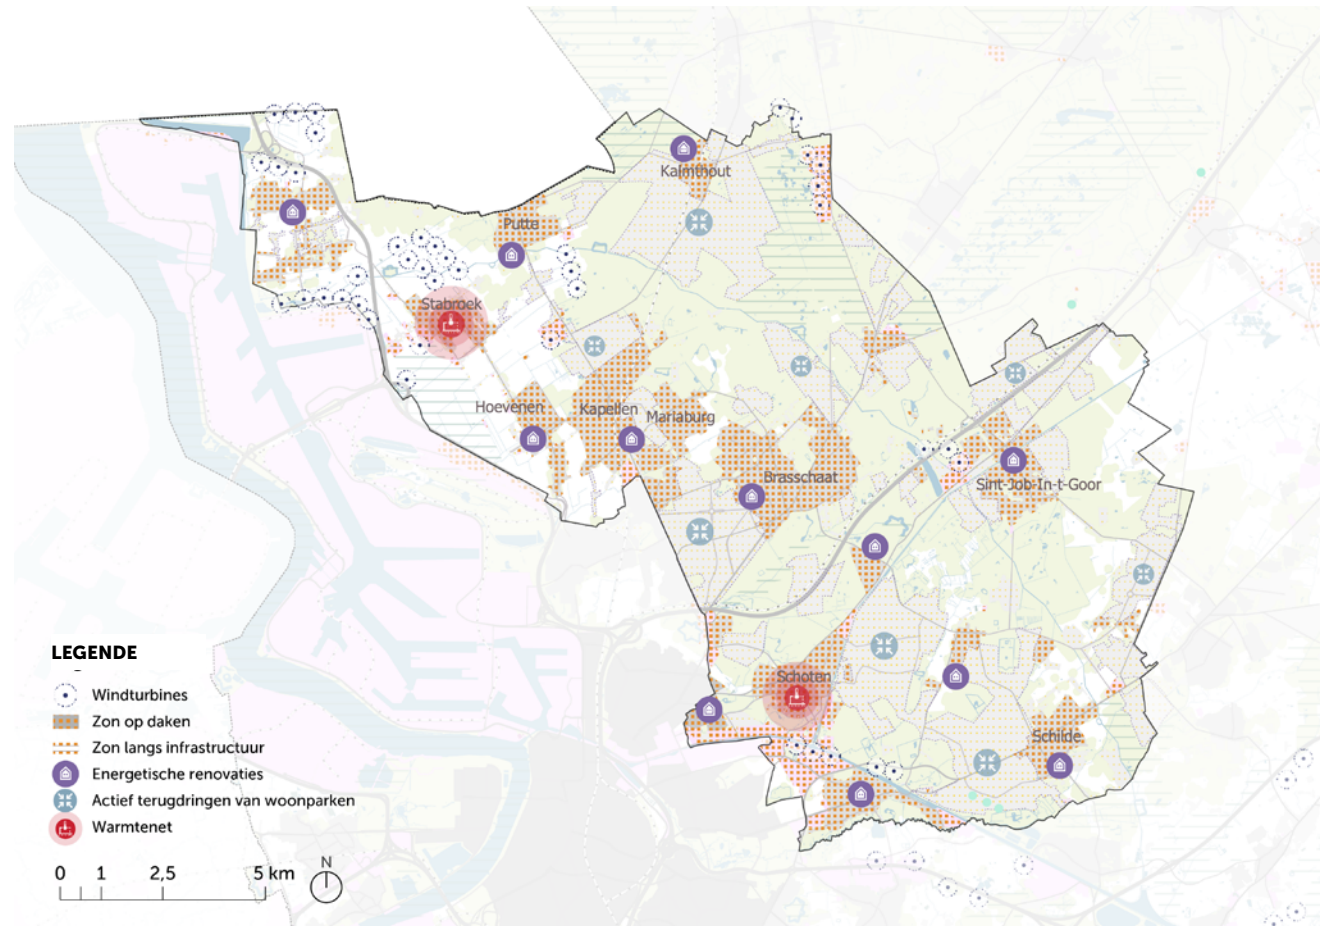 Kalmthout
Putte
Stabroek
Hoevenen
Kapellen
Mariaburg
Brasschaat
Sint-Job-In-t-Goor
Schoten
Schilde
LEGENDE
Windturbines
Zon op daken
Zon langs infrastructuur
Energetische renovaties
Actief terugdringen van woonparken
Warmtenet
0 1 2,5 5 km
N